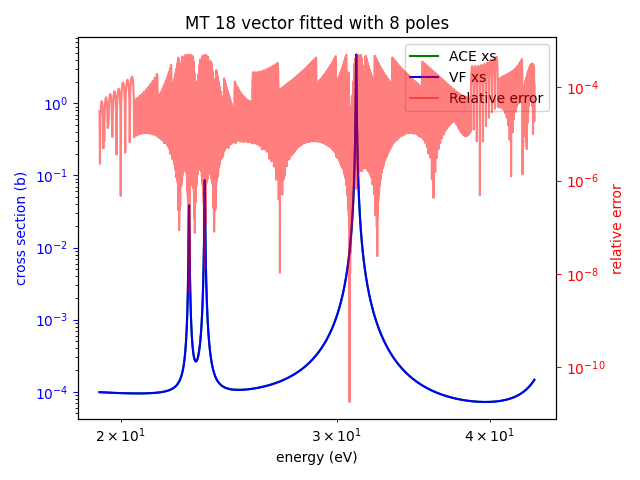 MT 18 vector fitted with 8 poles
ACE xs
VF xs
Relative error
10⁰
10⁻¹
10⁻²
10⁻³
10⁻⁴
cross section (b)
10⁻⁴
10⁻⁶
10⁻⁸
10⁻¹⁰
relative error
2 × 10¹
3 × 10¹
4 × 10¹
energy (eV)